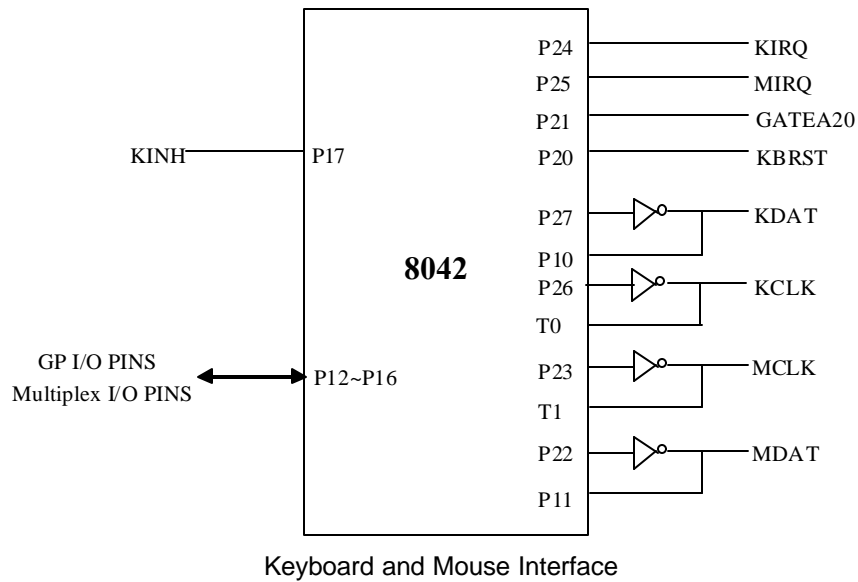 P24 KIRQ
P25 MIRQ
P21 GATEA20
KINH P17 P20 KBRST
P27 KDAT
P10
8042
P26 KCLK
T0
GP I/O PINS
Multiplex I/O PINS
P12~P16
P23 MCLK
T1
P22 MDAT
P11
Keyboard and Mouse Interface